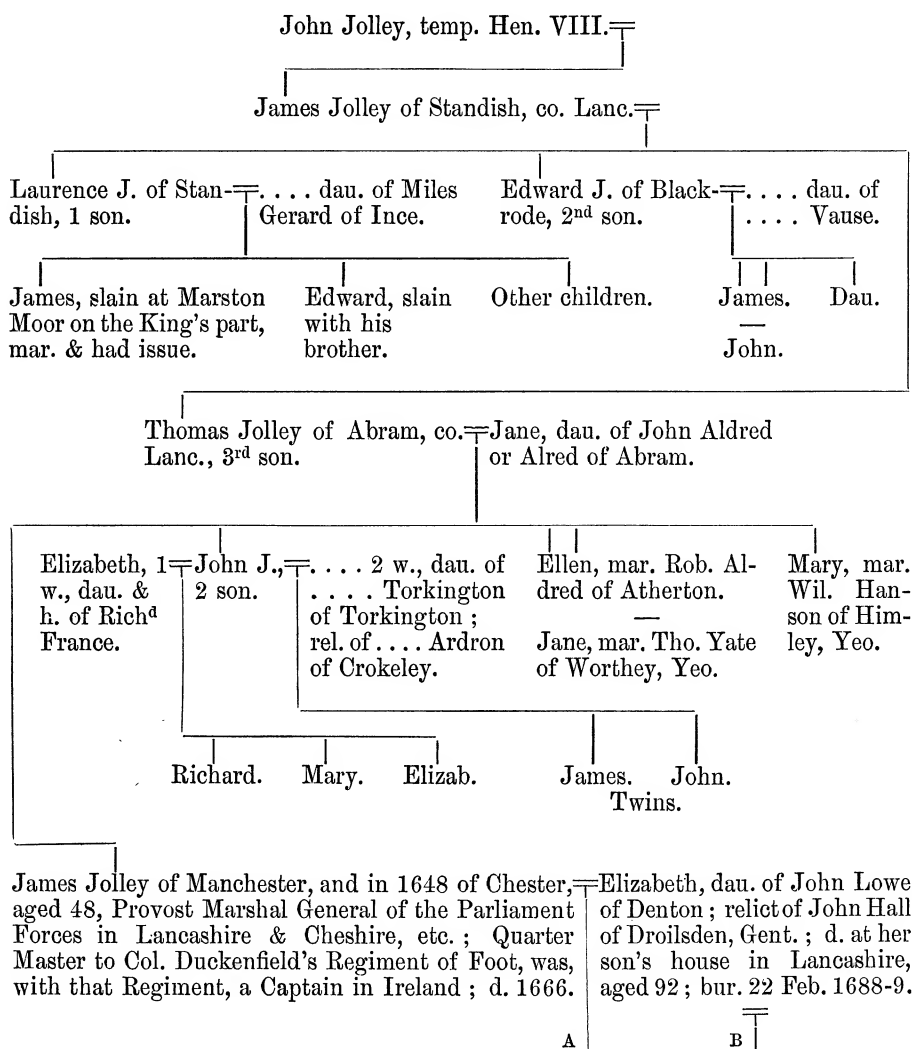 John Jolley, temp. Hen. VIII.
James Jolley of Standish, co. Lanc.
Laurence J. of Stan-
dish, 1 son.
.... dau. of Miles
Gerard of Ince.
Edward J. of Black-
rode, 2nd son.
.... dau. of
.... Vause.
James, slain at Marston
Moor on the King's part,
mar. & had issue.
Edward, slain
with his
brother.
Other children.
James.
—
John.
Dau.
Thomas Jolley of Abram, co.
Lanc., 3rd son.
Jane, dau. of John Aldred
or Alred of Abram.
Elizabeth, 1
w., dau. &
h. of Richd
France.
John J.,
2 son.
.... 2 w., dau. of
.... Torkington
of Torkington ;
rel. of .... Ardron
of Crokeley.
Ellen, mar. Rob. Al-
dred of Atherton.
—
Jane, mar. Tho. Yate
of Worthey, Yeo.
Mary, mar.
Wil. Han-
son of Him-
ley, Yeo.
Richard.
Mary.
Elizab.
James.
John.
Twins.
James Jolley of Manchester, and in 1648 of Chester,
aged 48, Provost Marshal General of the Parliament
Forces in Lancashire & Cheshire, etc. ; Quarter
Master to Col. Duckenfield's Regiment of Foot, was,
with that Regiment, a Captain in Ireland ; d. 1666.
Elizabeth, dau. of John Lowe
of Denton ; relict of John Hall
of Droilsden, Gent. ; d. at her
son's house in Lancashire,
aged 92 ; bur. 22 Feb. 1688-9.
A
B